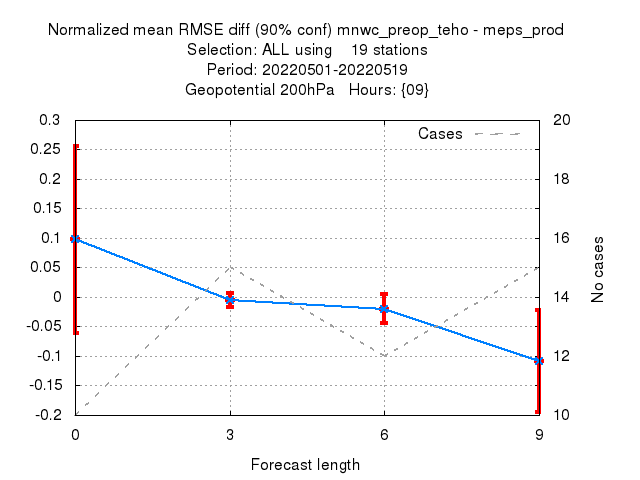 Normalized mean RMSE diff (90% conf) mnwc_preop_teho - meps_prod
Selection: ALL using 19 stations
Period: 20220501-20220519
Geopotential 200hPa Hours: {09}
Cases
0.3
0.25
0.2
0.15
0.1
0.05
0
-0.05
-0.1
-0.15
-0.2
20
18
16
14
12
10
No cases
0 3 6 9
Forecast length